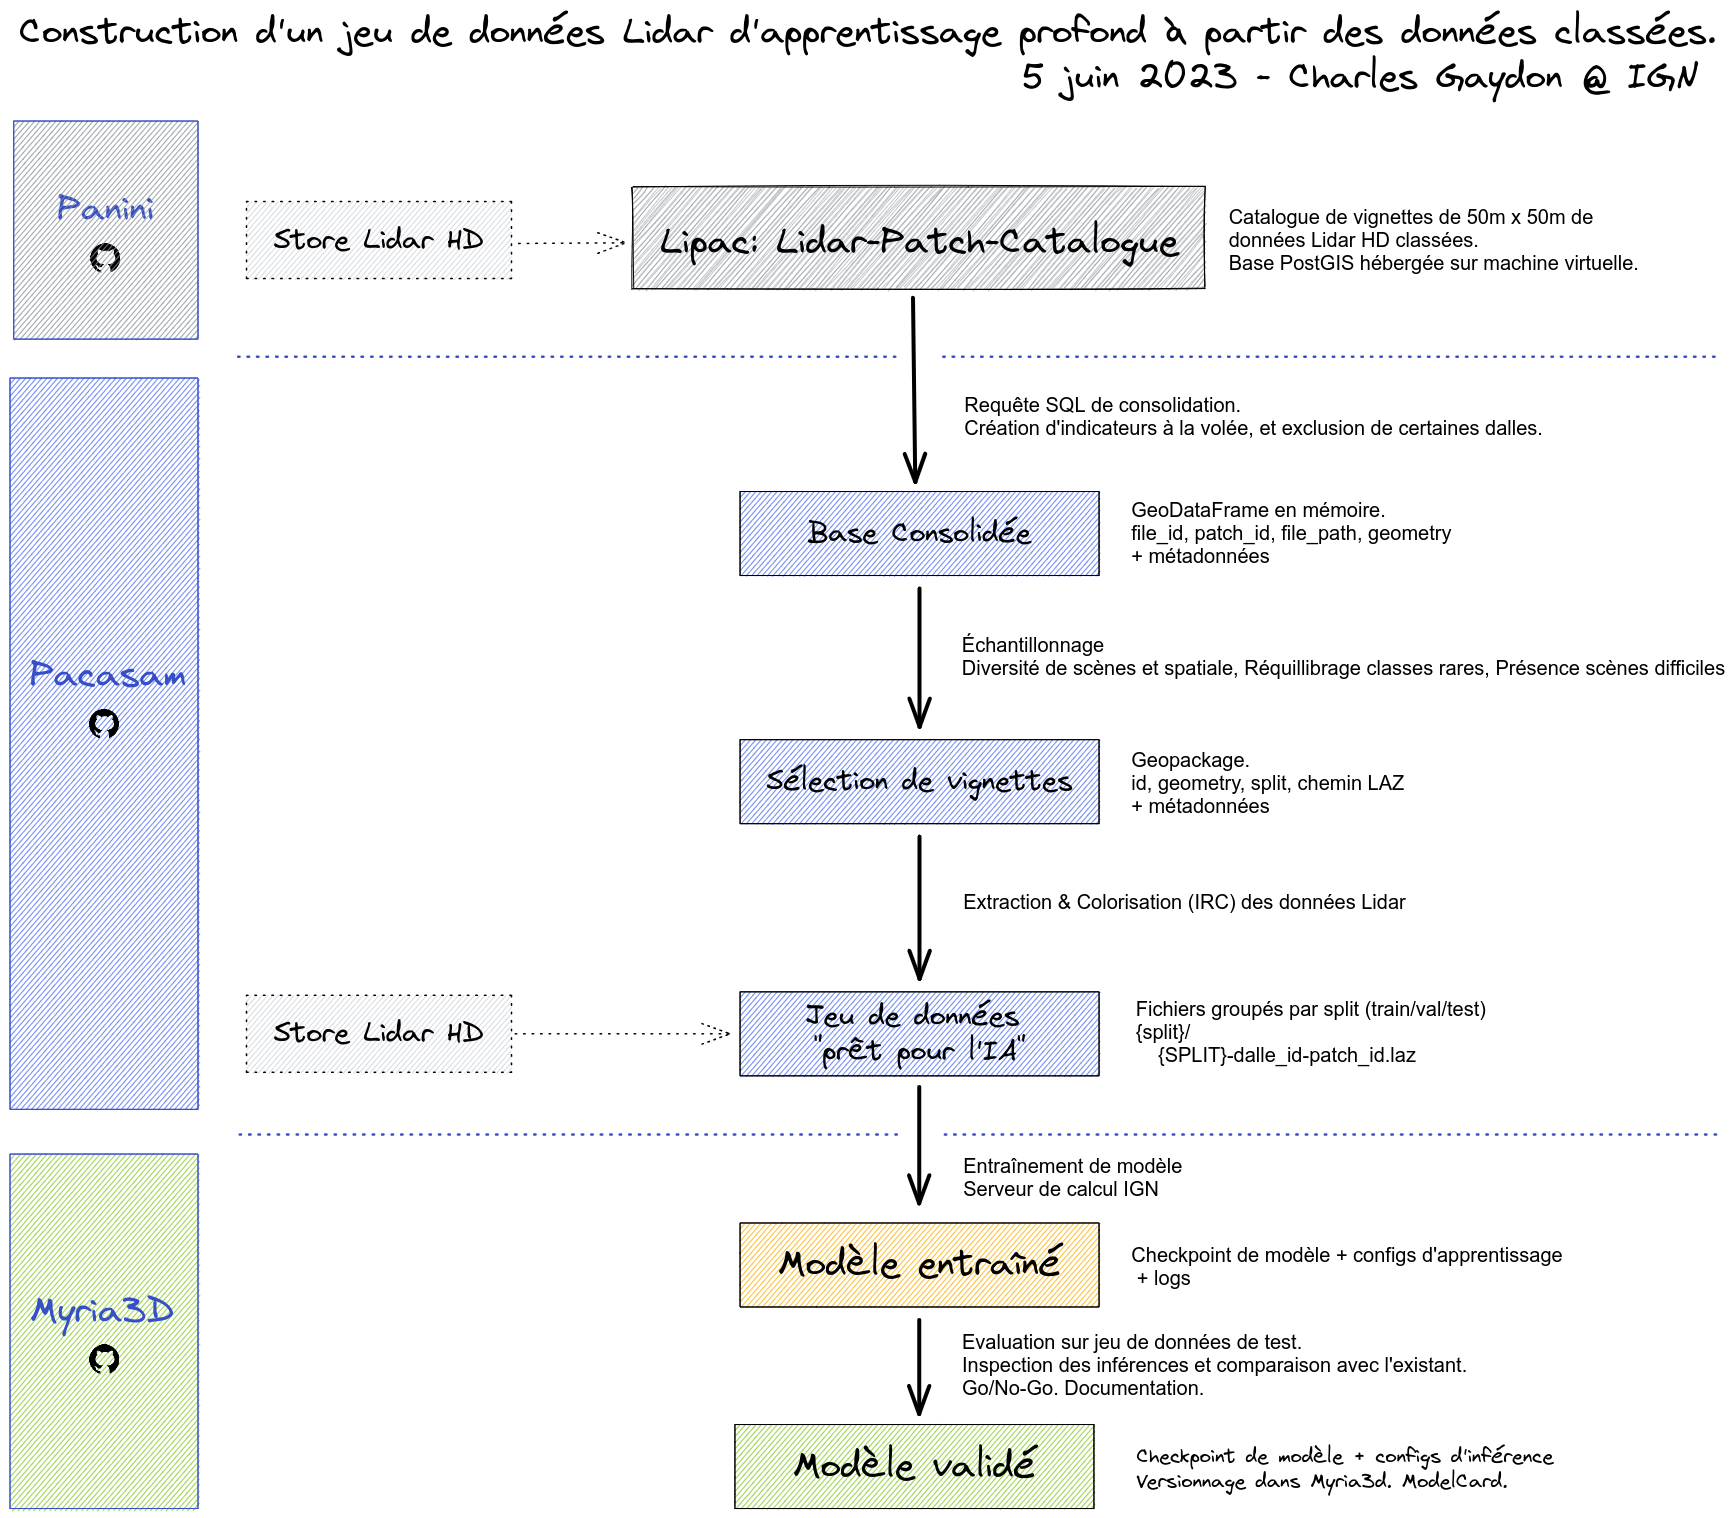 Construction d'un jeu de données Lidar d'apprentissage profond à partir des données classées.
5 juin 2023 - Charles Gaydon @ IGN
Panini
Store Lidar HD
Lipac: Lidar-Patch-Catalogue
Catalogue de vignettes de 50m x 50m de
données Lidar HD classées.
Base PostGIS hébergée sur machine virtuelle.
Requête SQL de consolidation.
Création d'indicateurs à la volée, et exclusion de certaines dalles.
Base Consolidée
GeoDataFrame en mémoire.
file_id, patch_id, file_path, geometry
+ métadonnées
Échantillonnage
Diversité de scènes et spatiale, Réquillibrage classes rares, Présence scènes difficiles
Pacasam
Sélection de vignettes
Geopackage.
id, geometry, split, chemin LAZ
+ métadonnées
Extraction & Colorisation (IRC) des données Lidar
Store Lidar HD
Jeu de données
"prêt pour l'IA"
Fichiers groupés par split (train/val/test)
{split}/
{SPLIT}-dalle_id-patch_id.laz
Entraînement de modèle
Serveur de calcul IGN
Myria3D
Modèle entraîné
Checkpoint de modèle + configs d'apprentissage
+ logs
Evaluation sur jeu de données de test.
Inspection des inférences et comparaison avec l'existant.
Go/No-Go. Documentation.
Modèle validé
Checkpoint de modèle + configs d'inférence
Versionnage dans Myria3d. ModelCard.